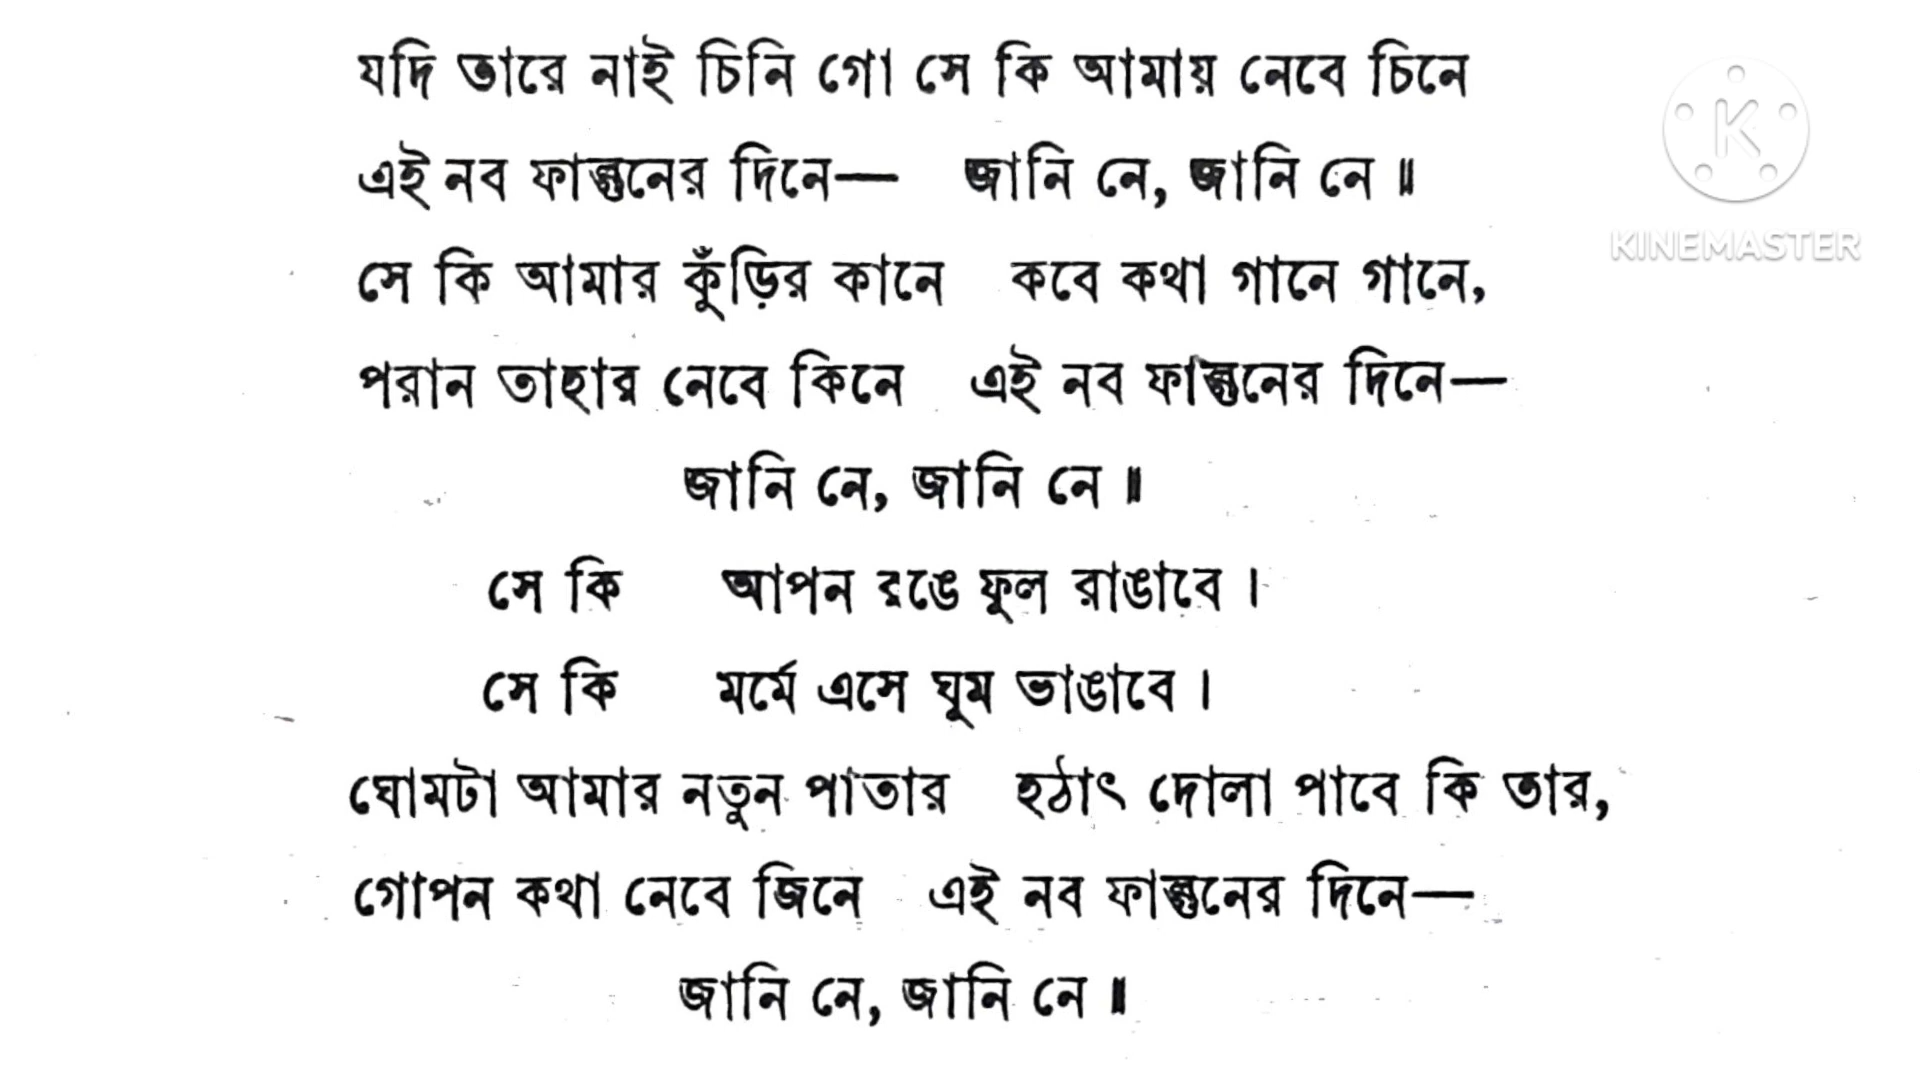 যদি তারে নাই চিনি গো সে কি আমায় নেবে চিনে
এই নব ফাল্গুনের দিনে— জানি নে, জানি নে॥
সে কি আমার কুঁড়ির কানে কবে কথা গানে গানে,
পরান তাহার নেবে কিনে এই নব ফাল্গুনের দিনে—
জানি নে, জানি নে॥
সে কি আপন রঙে ফুল রাঙাবে।
সে কি মর্মে এসে ঘুম ভাঙাবে।
ঘোমটা আমার নতুন পাতার হঠাৎ দোলা পাবে কি তার,
গোপন কথা নেবে জিনে এই নব ফাল্গুনের দিনে—
জানি নে, জানি নে॥
K
KINEMASTER